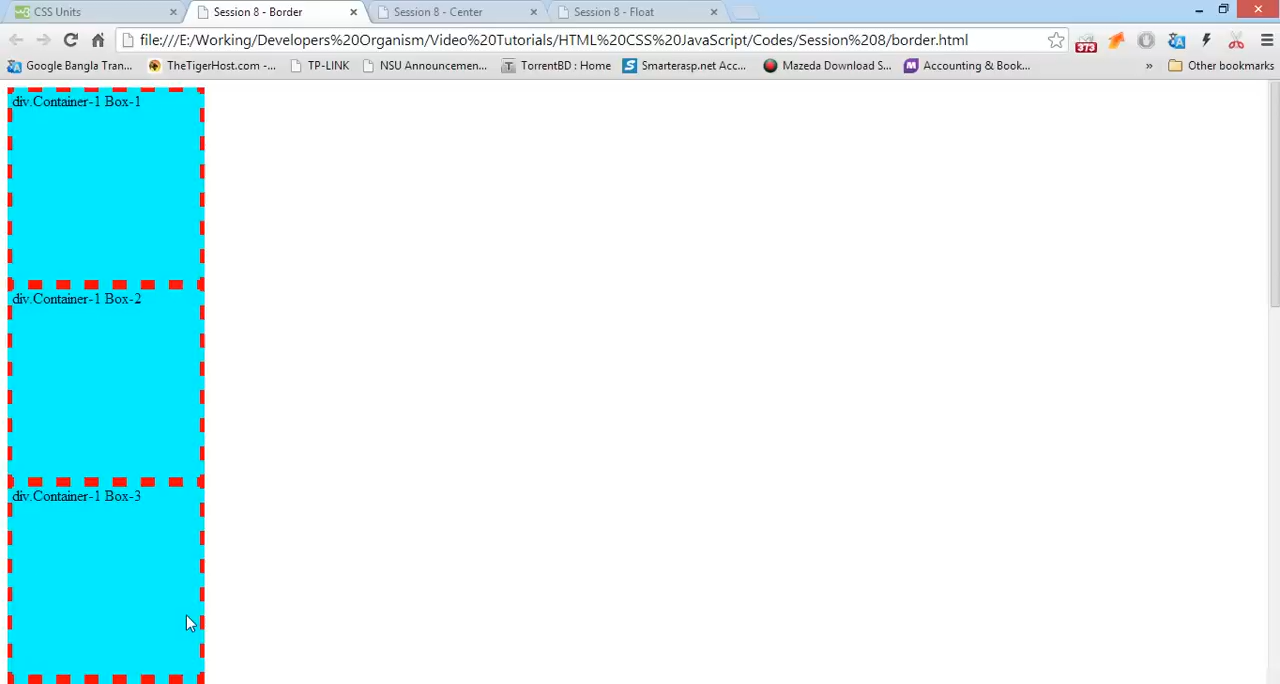 CSS Units
Session 8 - Border
Session 8 - Center
Session 8 - Float
file:///E:/Working/Developers%20Organism/Video%20Tutorials/HTML%20CSS%20JavaScript/Codes/Session%208/border.html
373
Google Bangla Tran...
TheTigerHost.com -...
TP-LINK
NSU Announcemen...
TorrentBD : Home
Smarterasp.net Acc...
Mazeda Download S...
Accounting & Book...
»
Other bookmarks
div.Container-1 Box-1
div.Container-1 Box-2
div.Container-1 Box-3